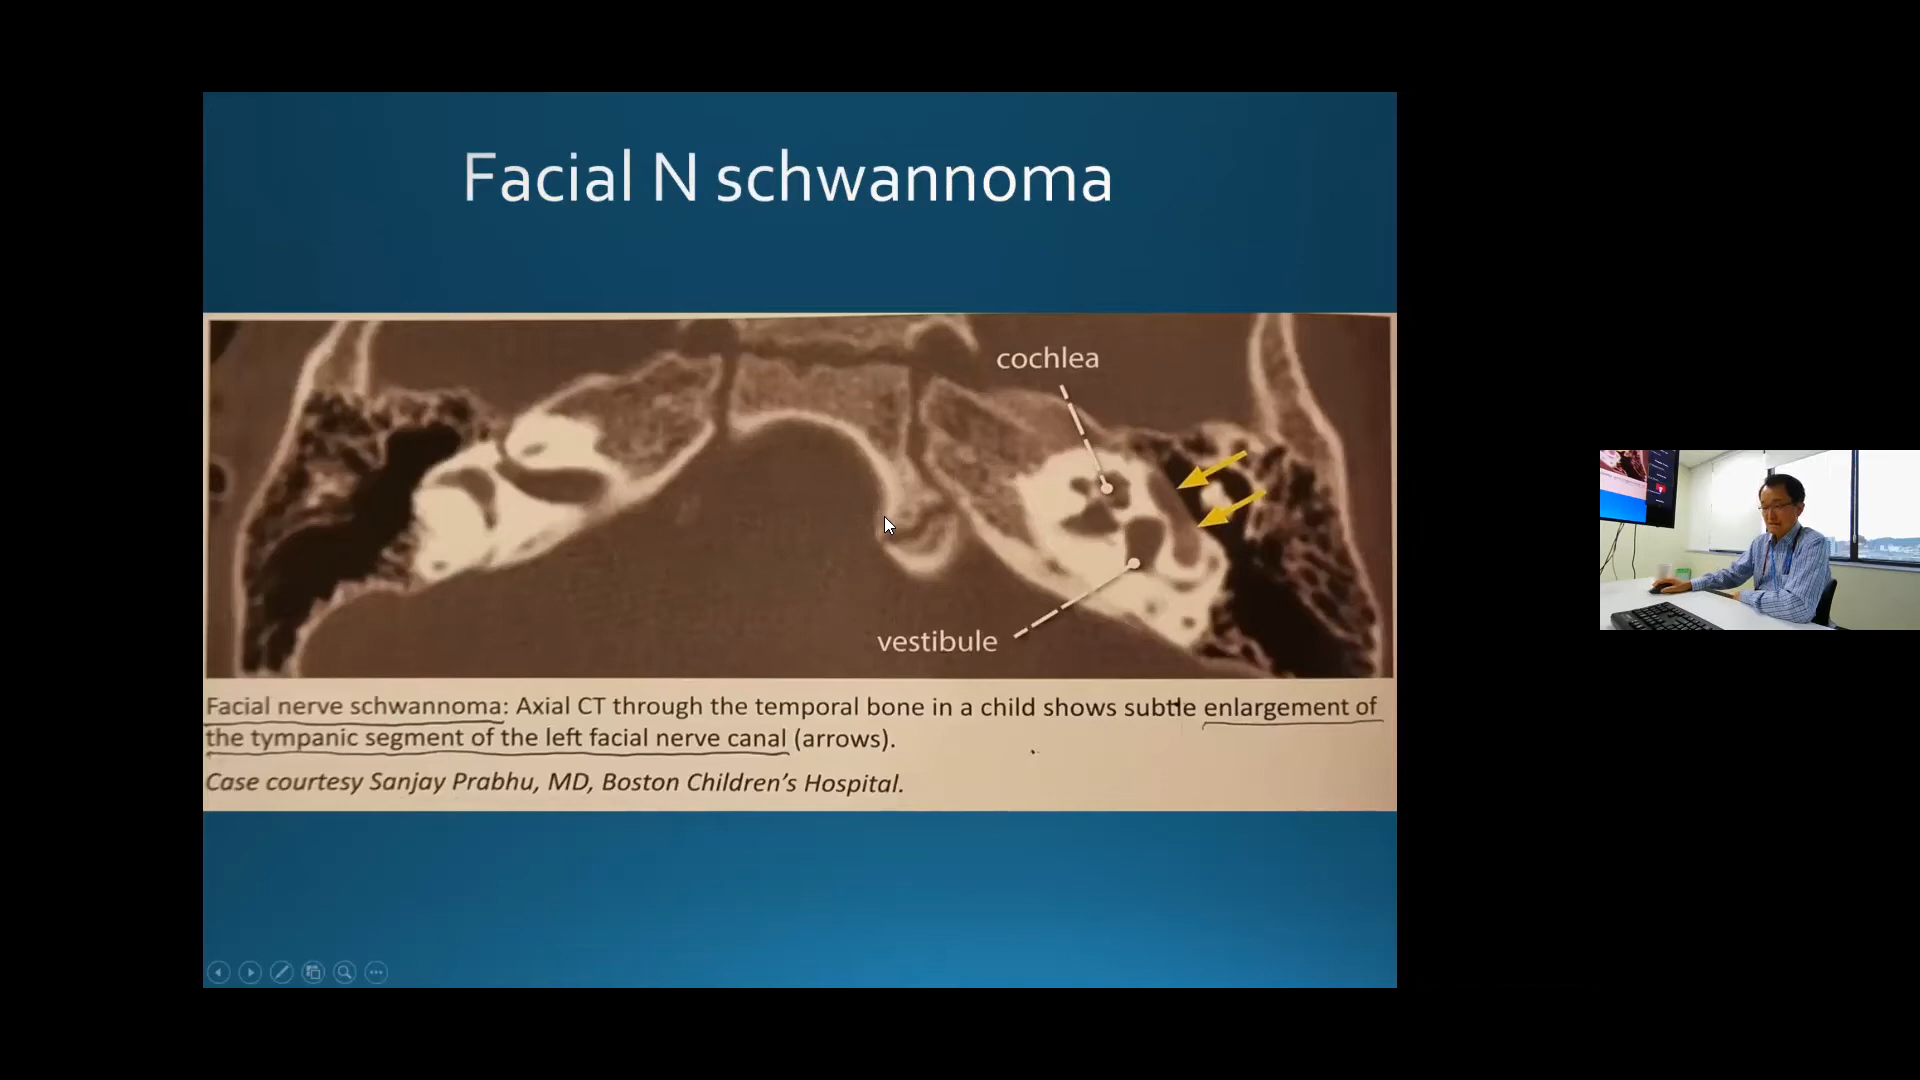 Facial N schwannoma
cochlea
vestibule
Facial nerve schwannoma: Axial CT through the temporal bone in a child shows subtle enlargement of
the tympanic segment of the left facial nerve canal (arrows).
Case courtesy Sanjay Prabhu, MD, Boston Children's Hospital.